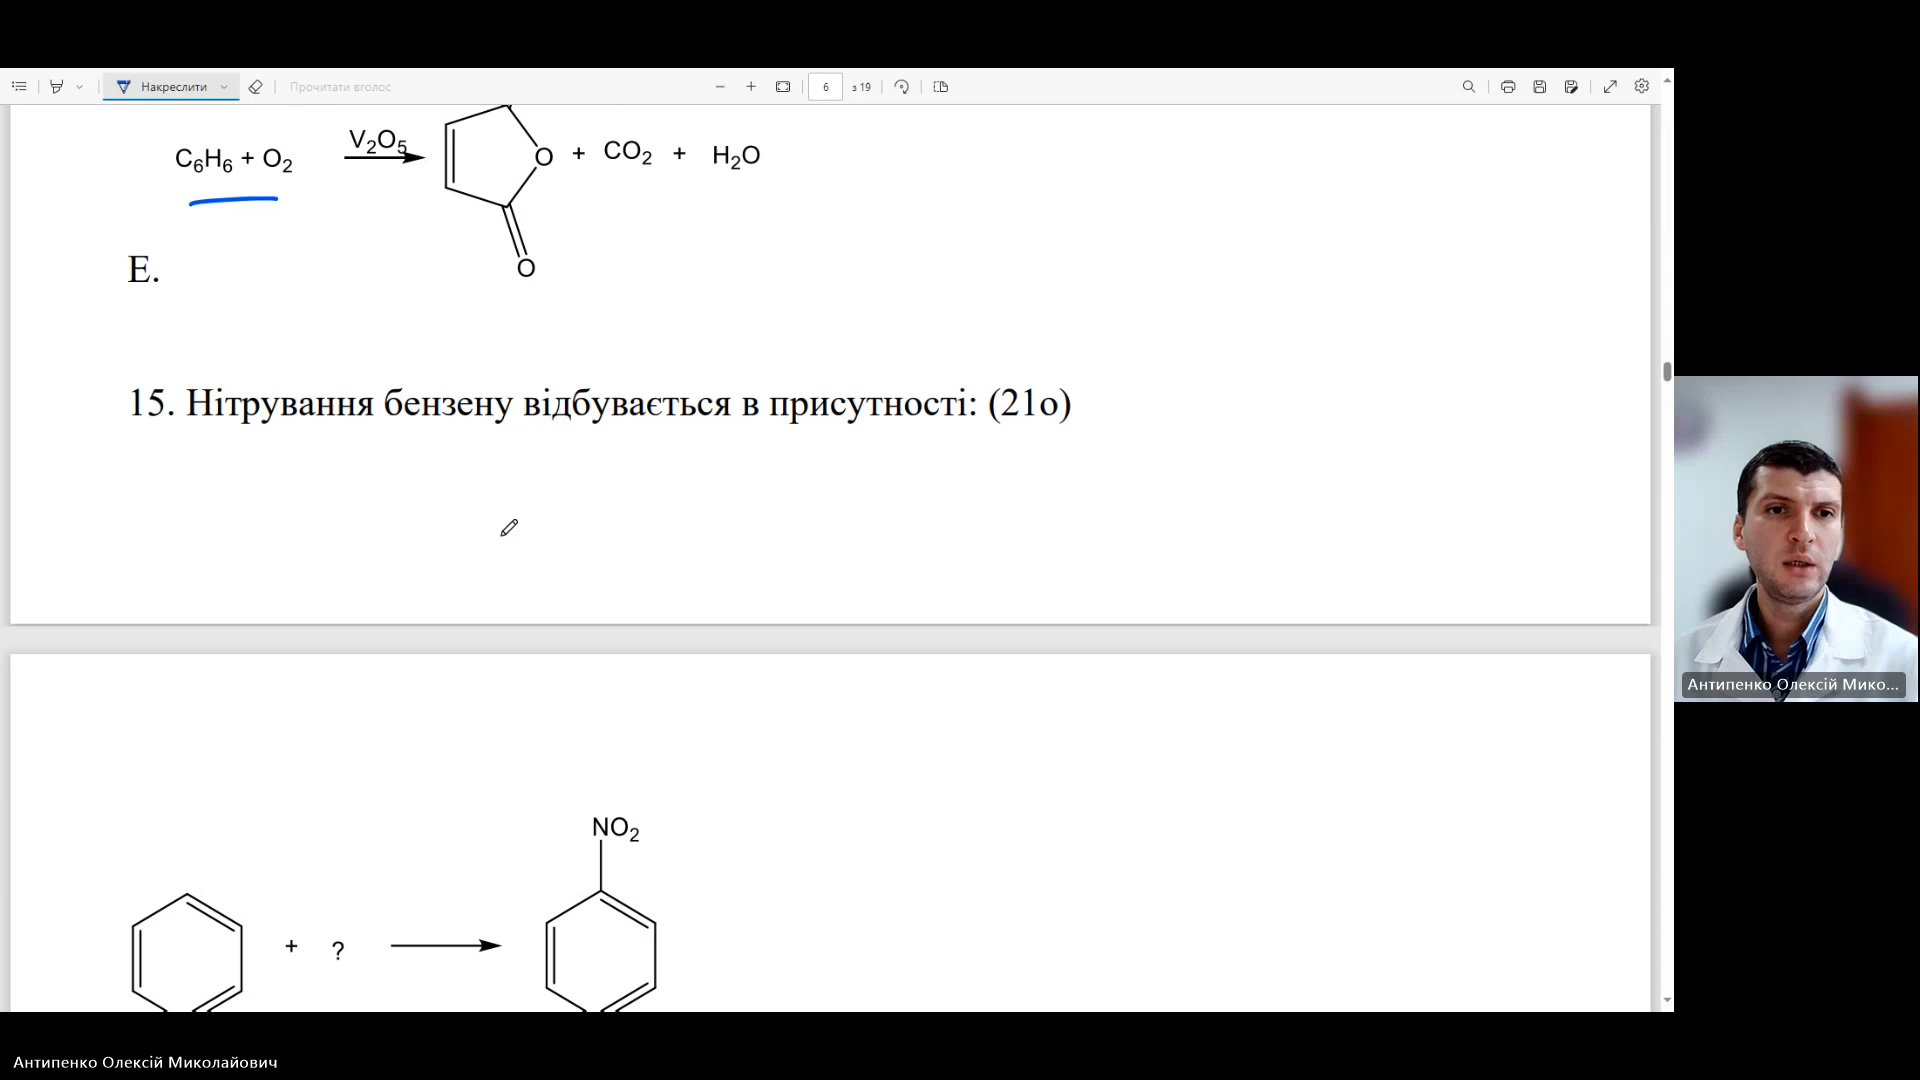 Накреслити
Прочитати вголос
6
з 19
C6H6 + O2
V2O5
O
+ CO2 + H2O
O
E.
15. Нітрування бензену відбувається в присутності: (21о)
NO2
+ ?
Антипенко Олексій Мико...
Антипенко Олексій Миколайович